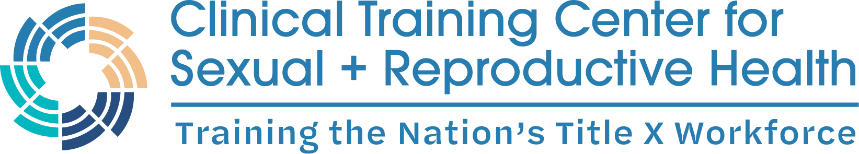 Clinical Training Center for
Sexual + Reproductive Health
Training the Nation's Title X Workforce